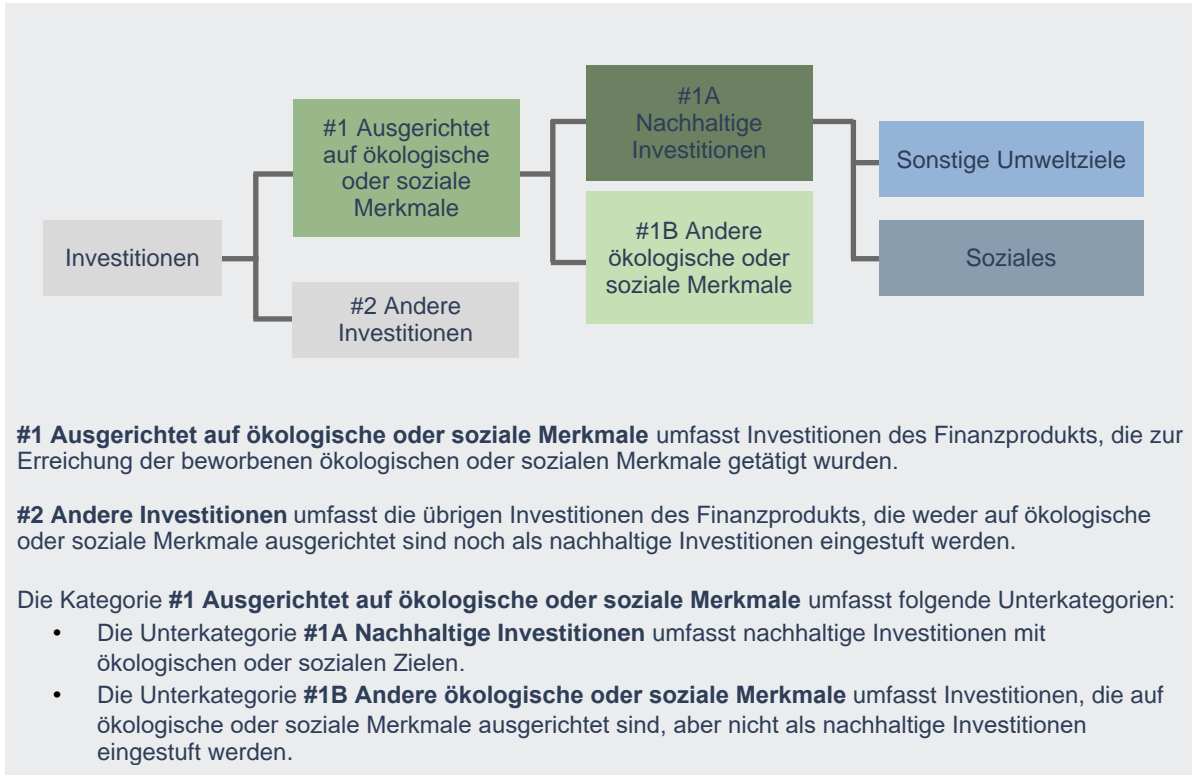 Investitionen
#1 Ausgerichtet
auf ökologische
oder soziale
Merkmale
#2 Andere
Investitionen
#1A
Nachhaltige
Investitionen
#1B Andere
ökologische oder
soziale Merkmale
Sonstige Umweltziele
Soziales
#1 Ausgerichtet auf ökologische oder soziale Merkmale umfasst Investitionen des Finanzprodukts, die zur
Erreichung der beworbenen ökologischen oder sozialen Merkmale getätigt wurden.
#2 Andere Investitionen umfasst die übrigen Investitionen des Finanzprodukts, die weder auf ökologische
oder soziale Merkmale ausgerichtet sind noch als nachhaltige Investitionen eingestuft werden.
Die Kategorie #1 Ausgerichtet auf ökologische oder soziale Merkmale umfasst folgende Unterkategorien:
• Die Unterkategorie #1A Nachhaltige Investitionen umfasst nachhaltige Investitionen mit
ökologischen oder sozialen Zielen.
• Die Unterkategorie #1B Andere ökologische oder soziale Merkmale umfasst Investitionen, die auf
ökologische oder soziale Merkmale ausgerichtet sind, aber nicht als nachhaltige Investitionen
eingestuft werden.